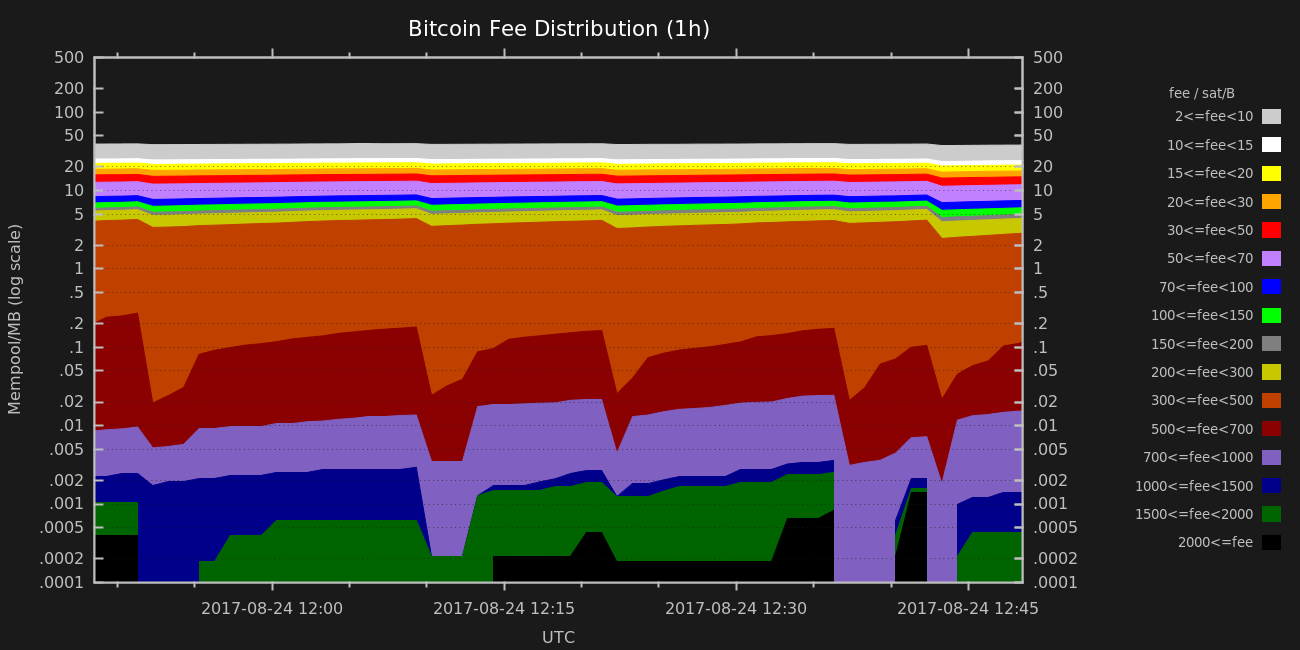 Bitcoin Fee Distribution (1h)
500
200
100
50
20
10
5
2
1
.5
.2
.1
.05
.02
.01
.005
.002
.001
.0005
.0002
.0001
Mempool/MB (log scale)
500
200
100
50
20
10
5
2
1
.5
.2
.1
.05
.02
.01
.005
.002
.001
.0005
.0002
.0001
2017-08-24 12:00
2017-08-24 12:15
2017-08-24 12:30
2017-08-24 12:45
UTC
fee / sat/B
2<=fee<10
10<=fee<15
15<=fee<20
20<=fee<30
30<=fee<50
50<=fee<70
70<=fee<100
100<=fee<150
150<=fee<200
200<=fee<300
300<=fee<500
500<=fee<700
700<=fee<1000
1000<=fee<1500
1500<=fee<2000
2000<=fee